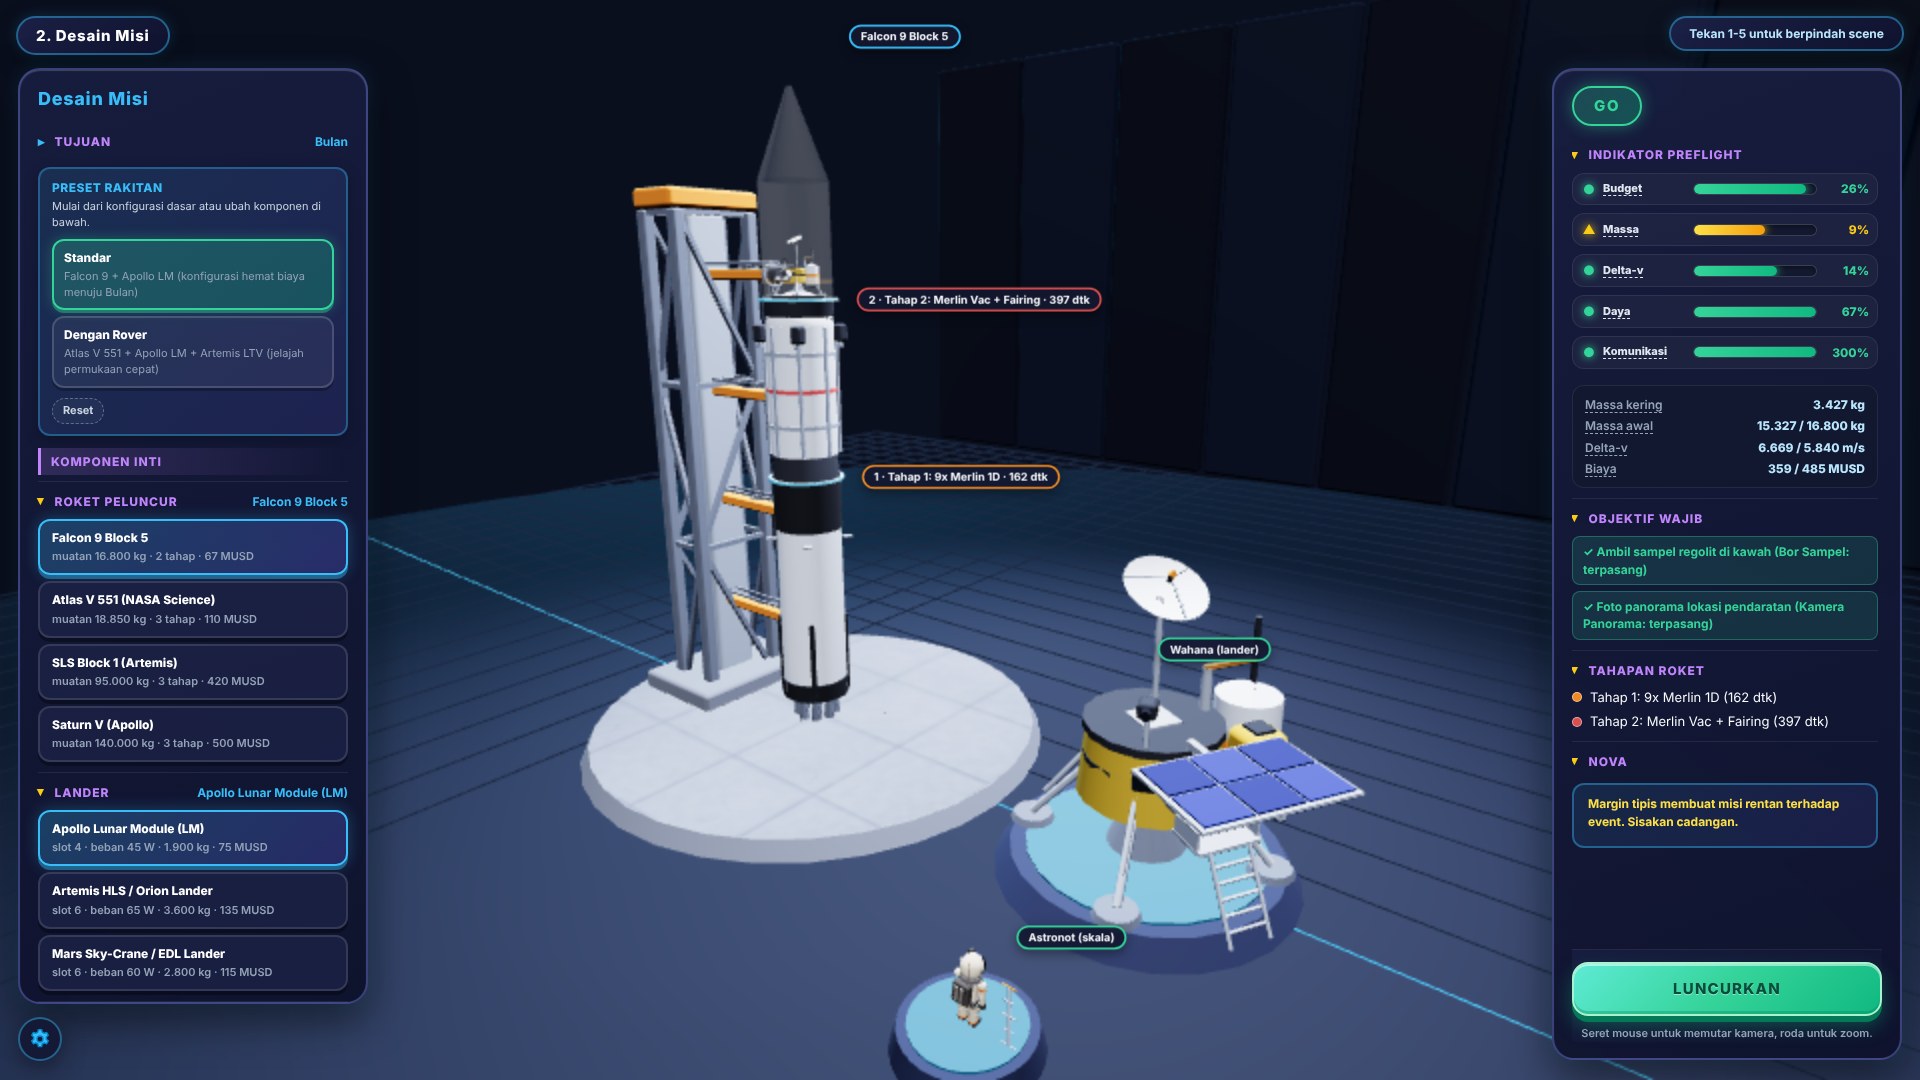 2. Desain Misi
Falcon 9 Block 5
Tekan 1-5 untuk berpindah scene
Desain Misi
TUJUAN
Bulan
PRESET RAKITAN
Mulai dari konfigurasi dasar atau ubah komponen di
bawah.
Standar
Falcon 9 + Apollo LM (konfigurasi hemat biaya
menuju Bulan)
Dengan Rover
Atlas V 551 + Apollo LM + Artemis LTV (jelajah
permukaan cepat)
Reset
KOMPONEN INTI
ROKET PELUNCUR
Falcon 9 Block 5
Falcon 9 Block 5
muatan 16.800 kg · 2 tahap · 67 MUSD
Atlas V 551 (NASA Science)
muatan 18.850 kg · 3 tahap · 110 MUSD
SLS Block 1 (Artemis)
muatan 95.000 kg · 3 tahap · 420 MUSD
Saturn V (Apollo)
muatan 140.000 kg · 3 tahap · 500 MUSD
LANDER
Apollo Lunar Module (LM)
Apollo Lunar Module (LM)
slot 4 · beban 45 W · 1.900 kg · 75 MUSD
Artemis HLS / Orion Lander
slot 6 · beban 65 W · 3.600 kg · 135 MUSD
Mars Sky-Crane / EDL Lander
slot 6 · beban 60 W · 2.800 kg · 115 MUSD
2 · Tahap 2: Merlin Vac + Fairing · 397 dtk
1 · Tahap 1: 9x Merlin 1D · 162 dtk
Wahana (lander)
Astronot (skala)
GO
INDIKATOR PREFLIGHT
Budget 26%
Massa 9%
Delta-v 14%
Daya 67%
Komunikasi 300%
Massa kering 3.427 kg
Massa awal 15.327 / 16.800 kg
Delta-v 6.669 / 5.840 m/s
Biaya 359 / 485 MUSD
OBJEKTIF WAJIB
✓ Ambil sampel regolit di kawah (Bor Sampel:
terpasang)
✓ Foto panorama lokasi pendaratan (Kamera
Panorama: terpasang)
TAHAPAN ROKET
Tahap 1: 9x Merlin 1D (162 dtk)
Tahap 2: Merlin Vac + Fairing (397 dtk)
NOVA
Margin tipis membuat misi rentan terhadap
event. Sisakan cadangan.
LUNCURKAN
Seret mouse untuk memutar kamera, roda untuk zoom.